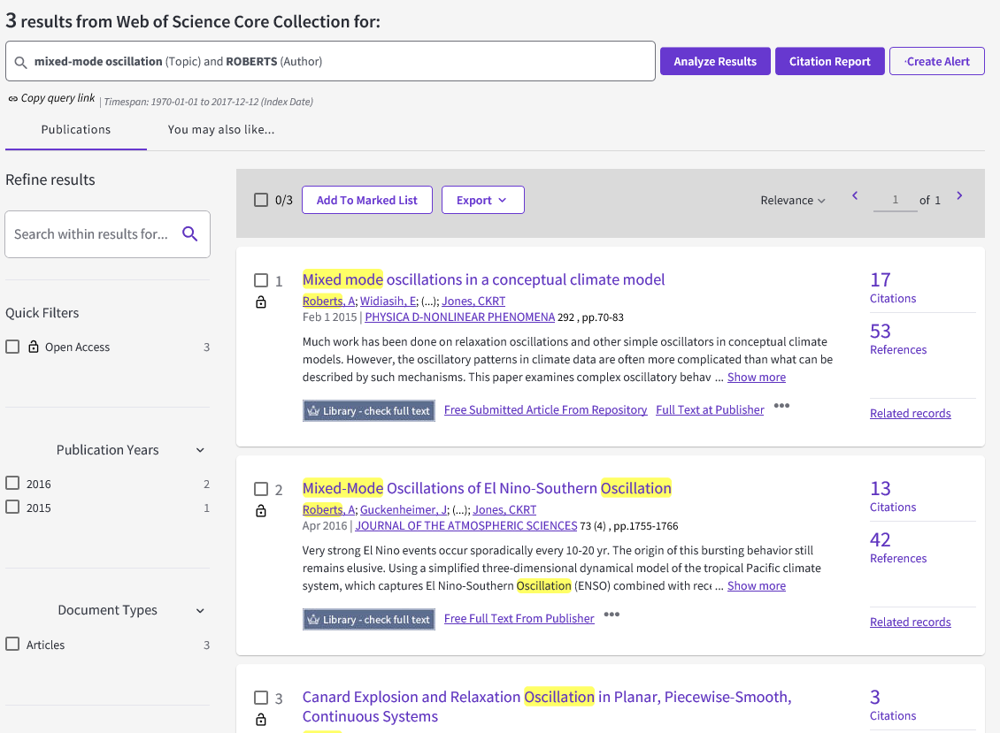 3 results from Web of Science Core Collection for:
mixed-mode oscillation (Topic) and ROBERTS (Author)
Analyze Results
Citation Report
·Create Alert
Copy query link | Timespan: 1970-01-01 to 2017-12-12 (Index Date)
Publications
You may also like...
Refine results
Search within results for...
Quick Filters
Open Access 3
Publication Years
2016 2
2015 1
Document Types
Articles 3
0/3
Add To Marked List
Export
Relevance
1 of 1
1
Mixed mode oscillations in a conceptual climate model
Roberts, A; Widiasih, E; (...); Jones, CKRT
Feb 1 2015 | PHYSICA D-NONLINEAR PHENOMENA 292 , pp.70-83
Much work has been done on relaxation oscillations and other simple oscillators in conceptual climate
models. However, the oscillatory patterns in climate data are often more complicated than what can be
described by such mechanisms. This paper examines complex oscillatory behav ... Show more
Library - check full text
Free Submitted Article From Repository
Full Text at Publisher
•••
17
Citations
53
References
Related records
2
Mixed-Mode Oscillations of El Nino-Southern Oscillation
Roberts, A; Guckenheimer, J; (...); Jones, CKRT
Apr 2016 | JOURNAL OF THE ATMOSPHERIC SCIENCES 73 (4) , pp.1755-1766
Very strong El Nino events occur sporadically every 10-20 yr. The origin of this bursting behavior still
remains elusive. Using a simplified three-dimensional dynamical model of the tropical Pacific climate
system, which captures El Nino-Southern Oscillation (ENSO) combined with rece ... Show more
Library - check full text
Free Full Text From Publisher
•••
13
Citations
42
References
Related records
3
Canard Explosion and Relaxation Oscillation in Planar, Piecewise-Smooth,
Continuous Systems
3
Citations